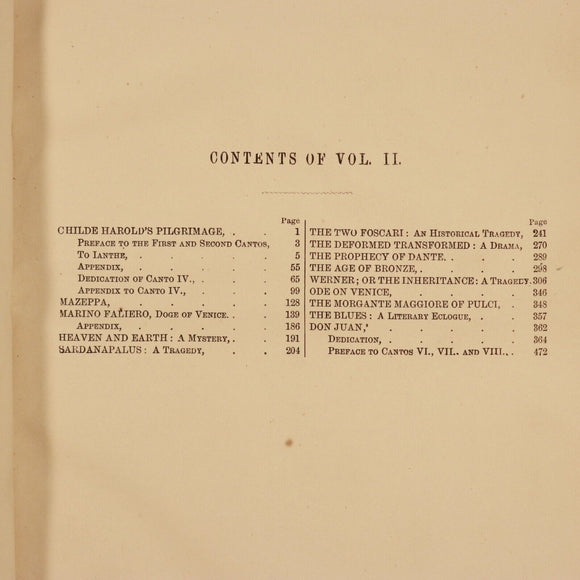 CONTENTS OF VOL. II.
Page
CHILDE HAROLD'S PILGRIMAGE, . . 1
PREFACE TO THE FIRST AND SECOND CANTOS, 3
TO IANTHE, . . . . . 5
APPENDIX, . . . . . 55
DEDICATION OF CANTO IV., . . . 65
APPENDIX TO CANTO IV., . . . 99
MAZEPPA, . . . . . 128
MARINO FALIERO, DOGE OF VENICE. . . 139
APPENDIX, . . . . . 186
HEAVEN AND EARTH: A MYSTERY, . . 191
SARDANAPALUS: A TRAGEDY, . . 204
Page
THE TWO FOSCARI: AN HISTORICAL TRAGEDY, 241
THE DEFORMED TRANSFORMED: A DRAMA, 270
THE PROPHECY OF DANTE. . . . 289
THE AGE OF BRONZE, . . . . 298
WERNER; OR THE INHERITANCE: A TRAGEDY. 306
ODE ON VENICE, . . . . . 346
THE MORGANTE MAGGIORE OF PULCI, . 348
THE BLUES: A LITERARY ECLOGUE, . . 357
DON JUAN, . . . . . 362
DEDICATION, . . . . . 364
PREFACE TO CANTOS VI., VII., AND VIII., . 472